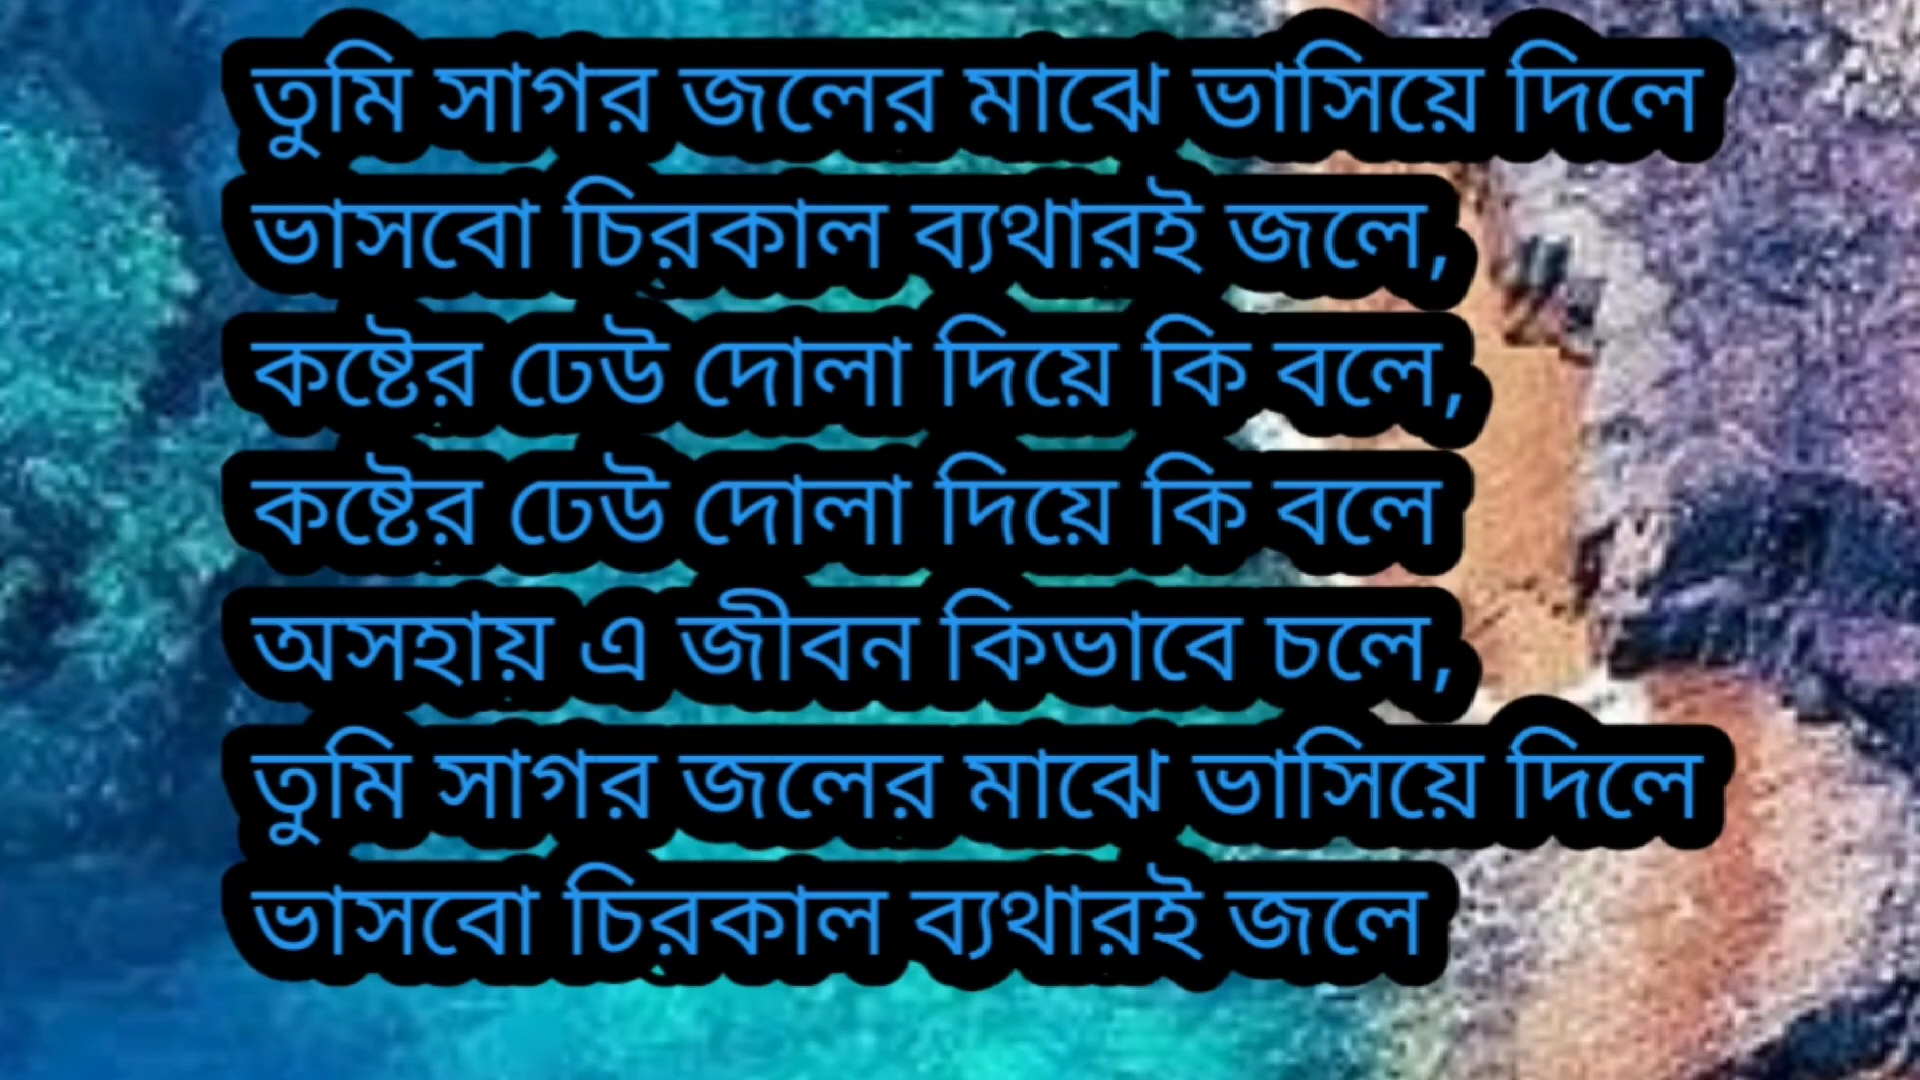 তুমি সাগর জলের মাঝে ভাসিয়ে দিলে
ভাসবো চিরকাল ব্যথারই জলে,
কষ্টের ঢেউ দোলা দিয়ে কি বলে,
কষ্টের ঢেউ দোলা দিয়ে কি বলে
অসহায় এ জীবন কিভাবে চলে,
তুমি সাগর জলের মাঝে ভাসিয়ে দিলে
ভাসবো চিরকাল ব্যথারই জলে